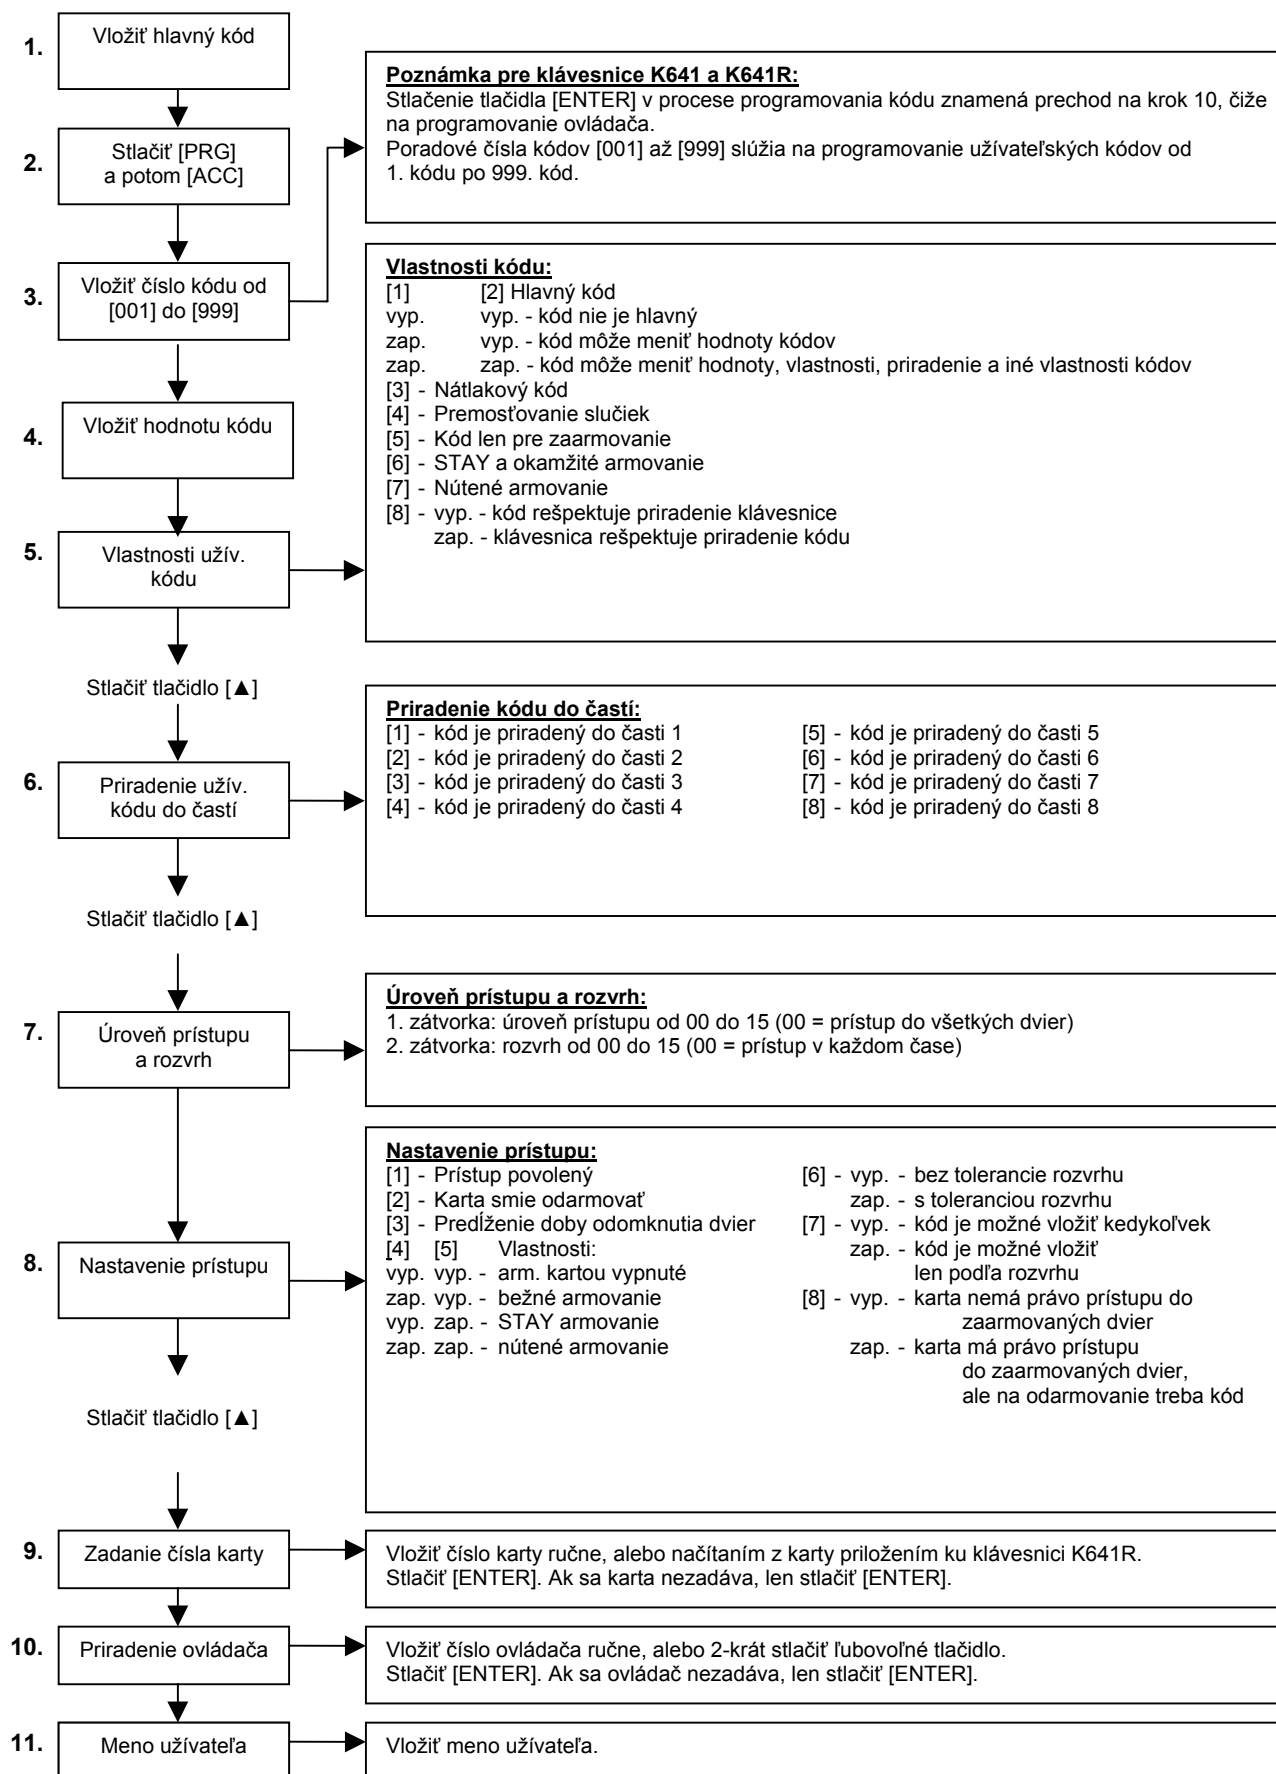 1.
Vložiť hlavný kód
Poznámka pre klávesnice K641 a K641R:
Stlačenie tlačidla [ENTER] v procese programovania kódu znamená prechod na krok 10, čiže
na programovanie ovládača.
Poradové čísla kódov [001] až [999] slúžia na programovanie užívateľských kódov od
1. kódu po 999. kód.
2.
Stlačiť [PRG]
a potom [ACC]
3.
Vložiť číslo kódu od
[001] do [999]
Vlastnosti kódu:
[1] [2] Hlavný kód
vyp. vyp. - kód nie je hlavný
zap. vyp. - kód môže meniť hodnoty kódov
zap. zap. - kód môže meniť hodnoty, vlastnosti, priradenie a iné vlastnosti kódov
[3] - Nátlakový kód
[4] - Premosťovanie slučiek
[5] - Kód len pre zaarmovanie
[6] - STAY a okamžité armovanie
[7] - Nútené armovanie
[8] - vyp. - kód rešpektuje priradenie klávesnice
zap. - klávesnica rešpektuje priradenie kódu
4.
Vložiť hodnotu kódu
5.
Vlastnosti užív.
kódu
Stlačiť tlačidlo [▲]
6.
Priradenie užív.
kódu do častí
Priradenie kódu do častí:
[1] - kód je priradený do časti 1
[2] - kód je priradený do časti 2
[3] - kód je priradený do časti 3
[4] - kód je priradený do časti 4
[5] - kód je priradený do časti 5
[6] - kód je priradený do časti 6
[7] - kód je priradený do časti 7
[8] - kód je priradený do časti 8
Stlačiť tlačidlo [▲]
7.
Úroveň prístupu
a rozvrh
Úroveň prístupu a rozvrh:
1. zátvorka: úroveň prístupu od 00 do 15 (00 = prístup do všetkých dvier)
2. zátvorka: rozvrh od 00 do 15 (00 = prístup v každom čase)
8.
Nastavenie prístupu
Nastavenie prístupu:
[1] - Prístup povolený
[2] - Karta smie odarmovať
[3] - Predĺženie doby odomknutia dvier
[4] [5] Vlastnosti:
vyp. vyp. - arm. kartou vypnuté
zap. vyp. - bežné armovanie
vyp. zap. - STAY armovanie
zap. zap. - nútené armovanie
[6] - vyp. - bez tolerancie rozvrhu
zap. - s toleranciou rozvrhu
[7] - vyp. - kód je možné vložiť kedykoľvek
zap. - kód je možné vložiť
len podľa rozvrhu
[8] - vyp. - karta nemá právo prístupu do
zaarmovaných dvier
zap. - karta má právo prístupu
do zaarmovaných dvier,
ale na odarmovanie treba kód
Stlačiť tlačidlo [▲]
9.
Zadanie čísla karty
Vložiť číslo karty ručne, alebo načítaním z karty priložením ku klávesnici K641R.
Stlačiť [ENTER]. Ak sa karta nezadáva, len stlačiť [ENTER].
10.
Priradenie ovládača
Vložiť číslo ovládača ručne, alebo 2-krát stlačiť ľubovoľné tlačidlo.
Stlačiť [ENTER]. Ak sa ovládač nezadáva, len stlačiť [ENTER].
11.
Meno užívateľa
Vložiť meno užívateľa.